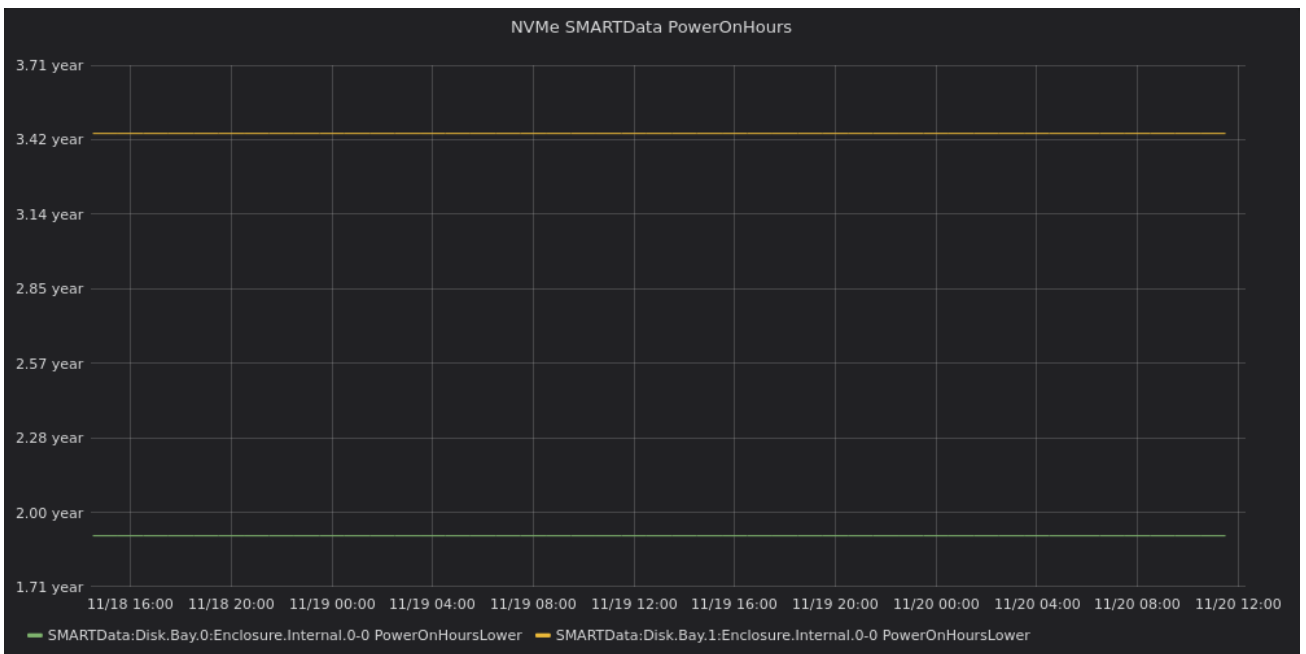 NVMe SMARTData PowerOnHours
3.71 year
3.42 year
3.14 year
2.85 year
2.57 year
2.28 year
2.00 year
1.71 year
11/18 16:00 11/18 20:00 11/19 00:00 11/19 04:00 11/19 08:00 11/19 12:00 11/19 16:00 11/19 20:00 11/20 00:00 11/20 04:00 11/20 08:00 11/20 12:00
SMARTData:Disk.Bay.0:Enclosure.Internal.0-0 PowerOnHoursLower SMARTData:Disk.Bay.1:Enclosure.Internal.0-0 PowerOnHoursLower